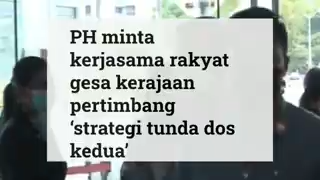 PH minta
kerjasama rakyat
gesa kerajaan
pertimbang
‘strategi tunda dos
kedua’